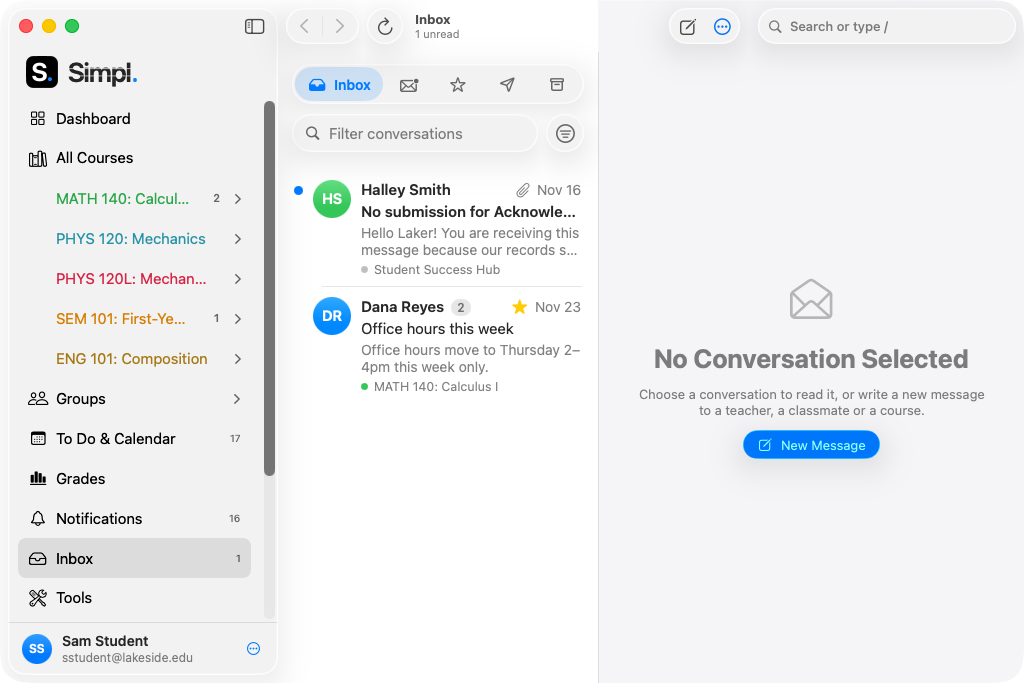 Inbox
1 unread
Search or type /
S. Simpl.
Dashboard
All Courses
MATH 140: Calcul... 2
PHYS 120: Mechanics
PHYS 120L: Mechan...
SEM 101: First-Ye... 1
ENG 101: Composition
Groups
To Do & Calendar 17
Grades
Notifications 16
Inbox 1
Tools
SS
Sam Student
sstudent@lakeside.edu
Inbox
Filter conversations
HS
Halley Smith Nov 16
No submission for Acknowle...
Hello Laker! You are receiving this
message because our records s...
Student Success Hub
DR
Dana Reyes 2 Nov 23
Office hours this week
Office hours move to Thursday 2–
4pm this week only.
MATH 140: Calculus I
No Conversation Selected
Choose a conversation to read it, or write a new message
to a teacher, a classmate or a course.
New Message